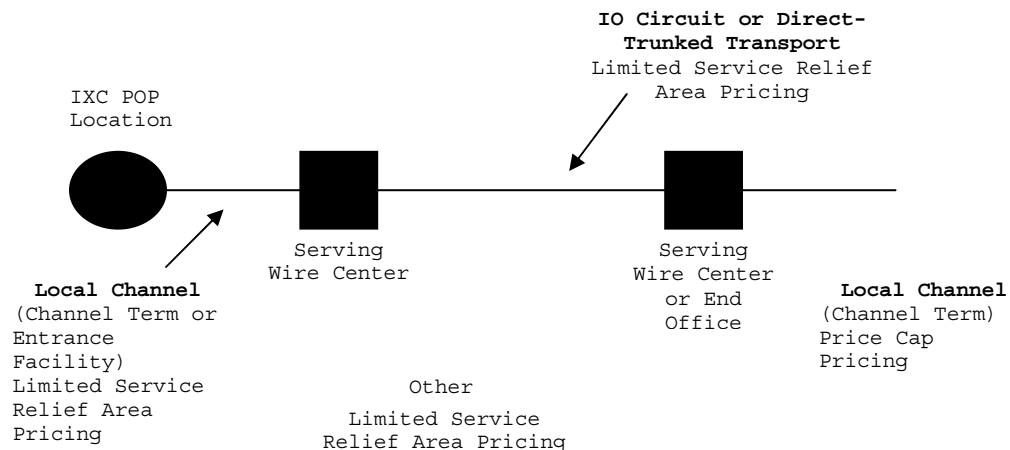 IO Circuit or Direct-
Trunked Transport
Limited Service Relief
Area Pricing
IXC POP
Location
Serving
Wire Center
Serving
Wire Center
or End
Office
Local Channel
(Channel Term or
Entrance
Facility)
Limited Service
Relief Area
Pricing
Local Channel
(Channel Term)
Price Cap
Pricing
Other
Limited Service
Relief Area Pricing